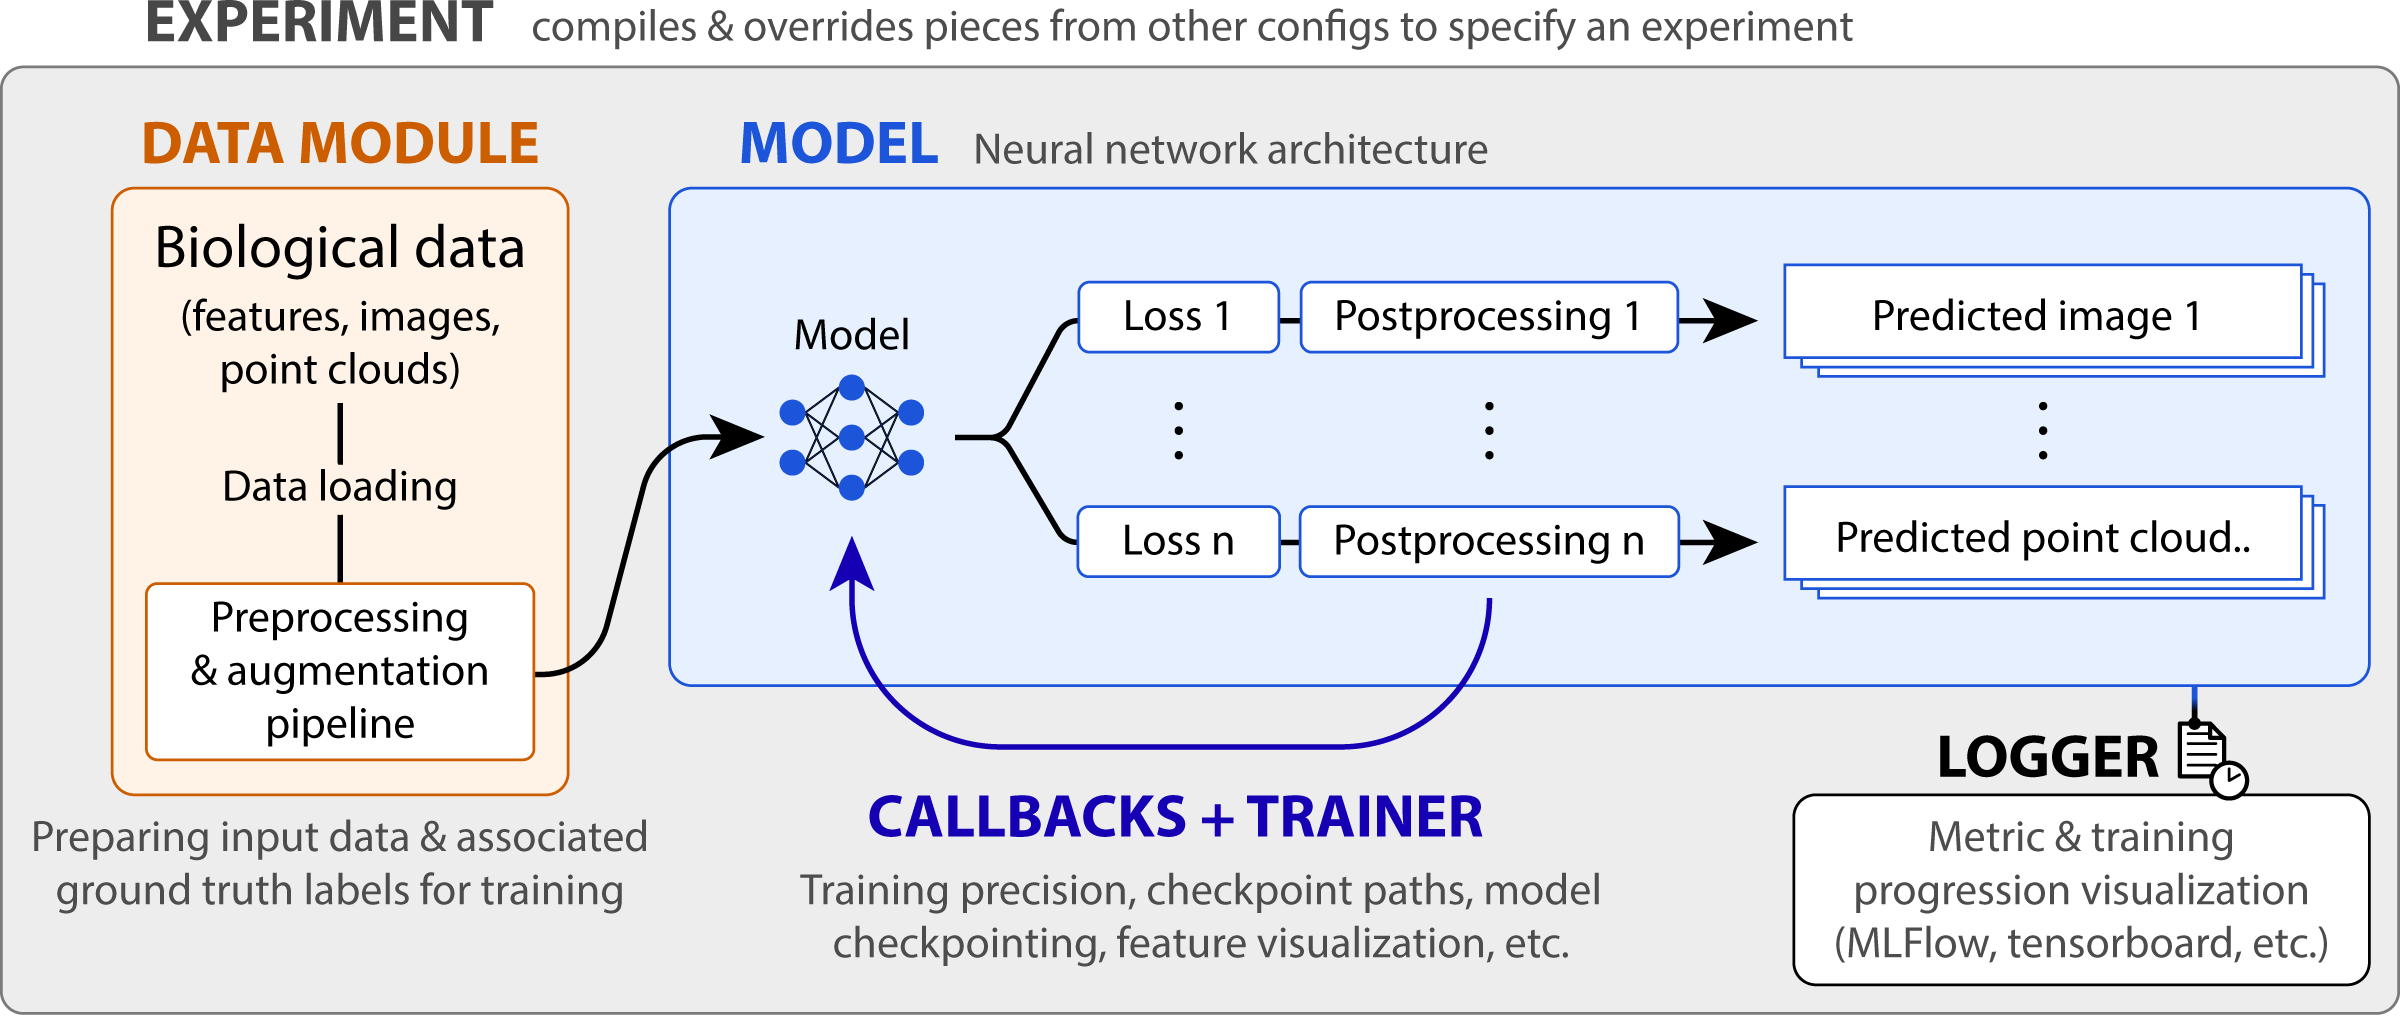 EXPERIMENT compiles & overrides pieces from other configs to specify an experiment
DATA MODULE
Biological data
(features, images,
point clouds)
Data loading
Preprocessing
& augmentation
pipeline
Preparing input data & associated
ground truth labels for training
MODEL Neural network architecture
Model
Loss 1
Postprocessing 1
Predicted image 1
Loss n
Postprocessing n
Predicted point cloud..
CALLBACKS + TRAINER
Training precision, checkpoint paths, model
checkpointing, feature visualization, etc.
LOGGER
Metric & training
progression visualization
(MLFlow, tensorboard, etc.)